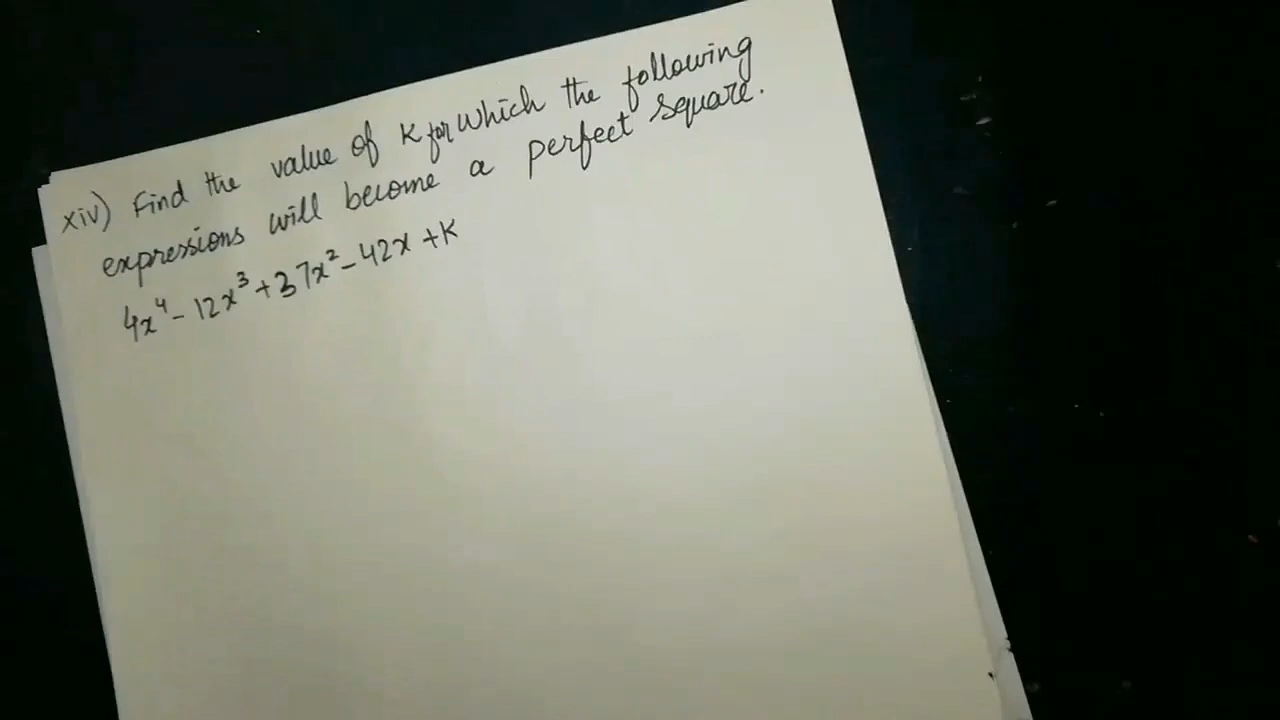 xiv) Find the value of K for which the following
expressions will become a perfect square.
4x⁴ - 12x³ + 37x² - 42x + K